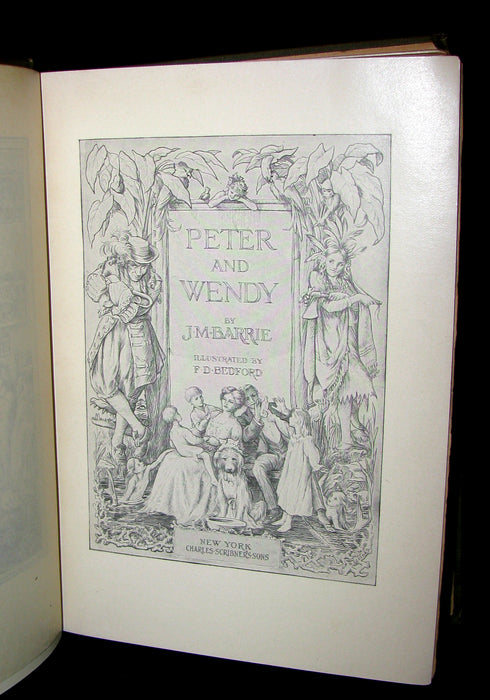 PETER
AND
WENDY
BY
J·M·BARRIE
ILLUSTRATED BY
F·D·BEDFORD
NEW YORK
CHARLES·SCRIBNER'S·SONS